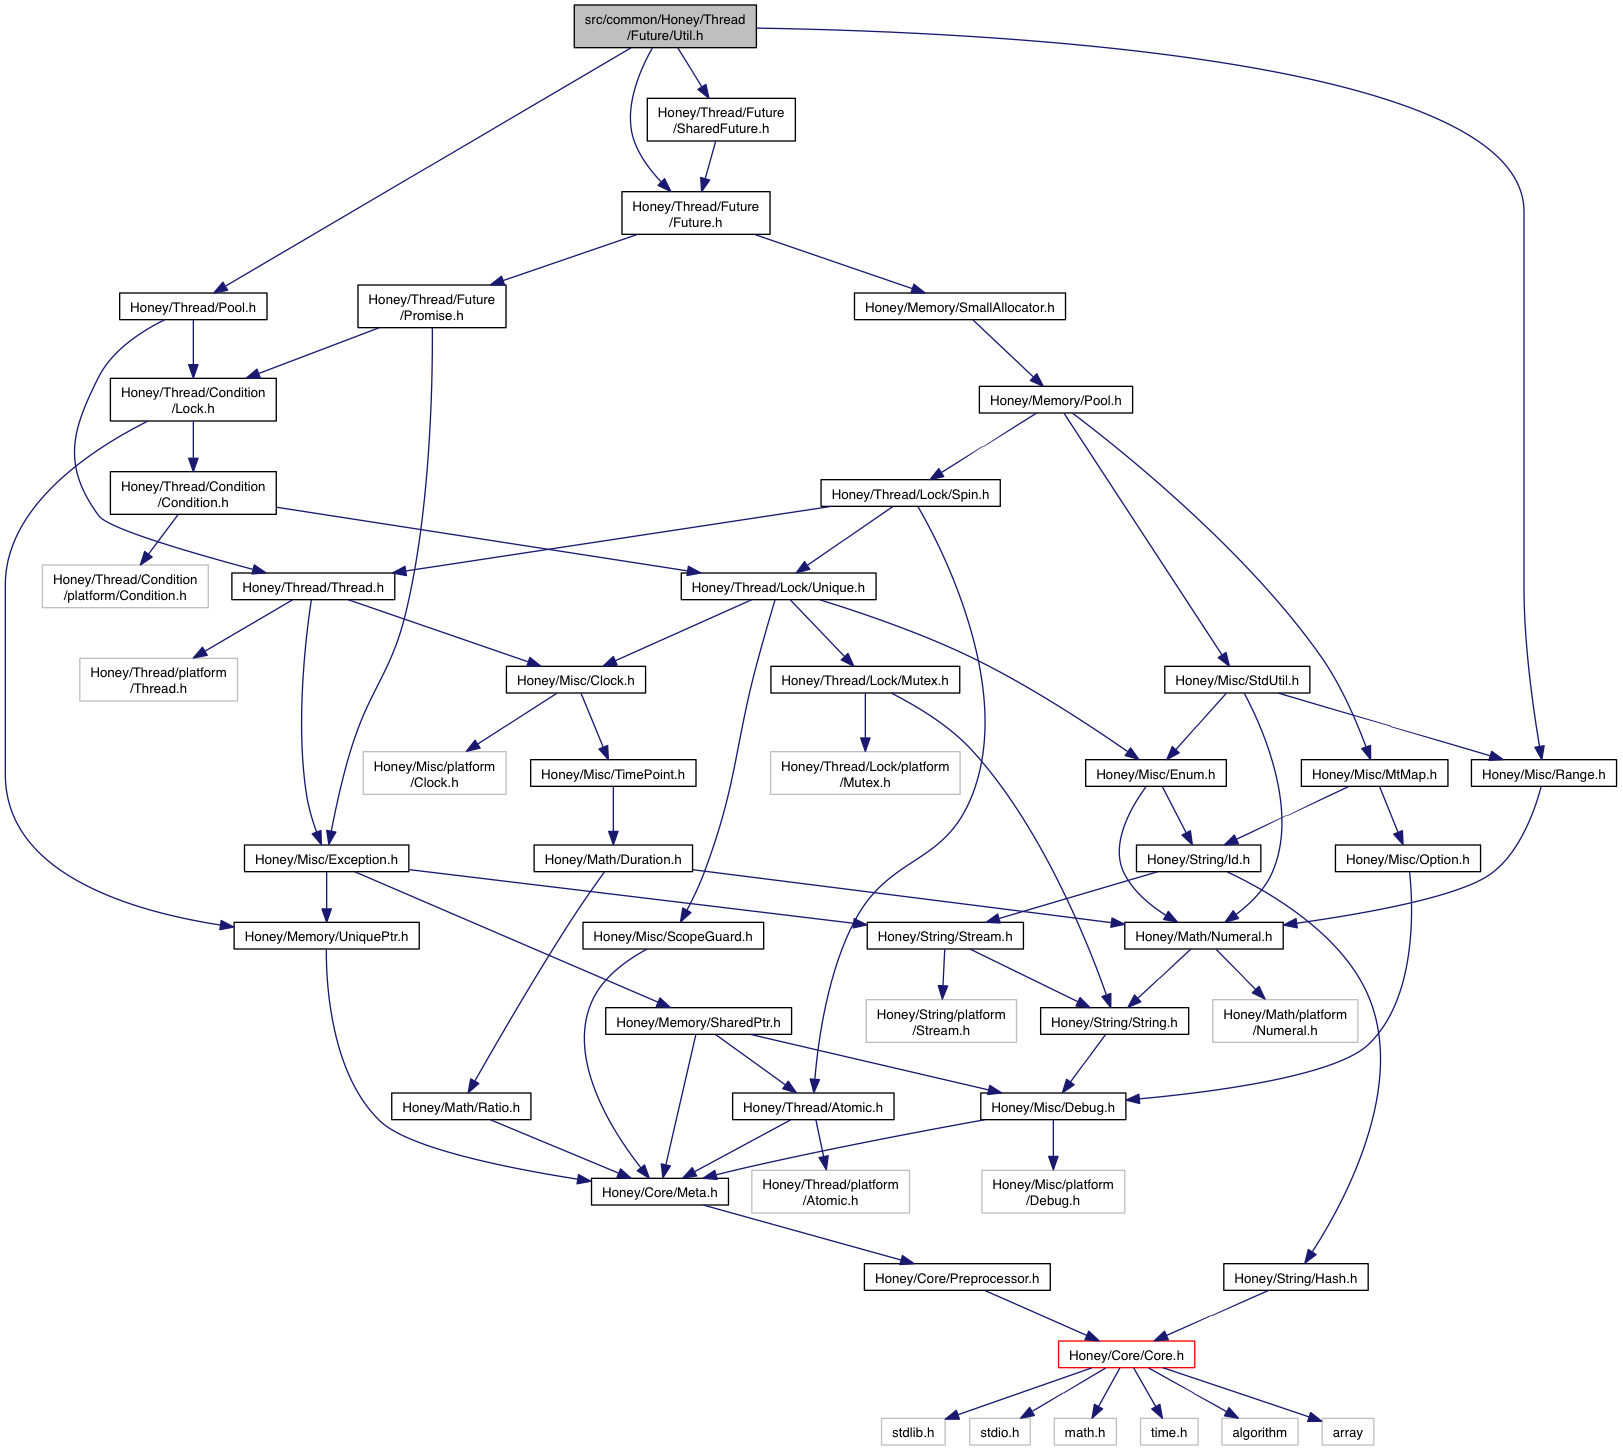 src/common/Honey/Thread
/Future/Util.h
Honey/Thread/Future
/SharedFuture.h
Honey/Thread/Future
/Future.h
Honey/Thread/Pool.h
Honey/Thread/Future
/Promise.h
Honey/Memory/SmallAllocator.h
Honey/Thread/Condition
/Lock.h
Honey/Memory/Pool.h
Honey/Thread/Condition
/Condition.h
Honey/Thread/Lock/Spin.h
Honey/Thread/Condition
/platform/Condition.h
Honey/Thread/Thread.h
Honey/Thread/Lock/Unique.h
Honey/Thread/platform
/Thread.h
Honey/Misc/Clock.h
Honey/Thread/Lock/Mutex.h
Honey/Misc/StdUtil.h
Honey/Misc/platform
/Clock.h
Honey/Misc/TimePoint.h
Honey/Thread/Lock/platform
/Mutex.h
Honey/Misc/Enum.h
Honey/Misc/MtMap.h
Honey/Misc/Range.h
Honey/Misc/Exception.h
Honey/Math/Duration.h
Honey/String/Id.h
Honey/Misc/Option.h
Honey/Memory/UniquePtr.h
Honey/Misc/ScopeGuard.h
Honey/String/Stream.h
Honey/Math/Numeral.h
Honey/Memory/SharedPtr.h
Honey/String/platform
/Stream.h
Honey/String/String.h
Honey/Math/platform
/Numeral.h
Honey/Math/Ratio.h
Honey/Thread/Atomic.h
Honey/Misc/Debug.h
Honey/Core/Meta.h
Honey/Thread/platform
/Atomic.h
Honey/Misc/platform
/Debug.h
Honey/Core/Preprocessor.h
Honey/String/Hash.h
Honey/Core/Core.h
stdlib.h
stdio.h
math.h
time.h
algorithm
array